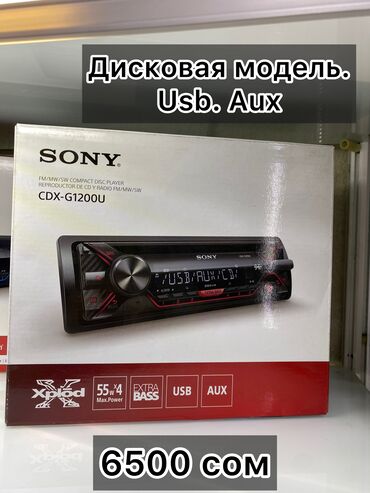 Дисковая модель.
Usb. Aux
SONY
FM/MW/SW COMPACT DISC PLAYER
REPRODUCTOR DE CD Y RADIO FM/MW/SW
CDX-G1200U
SONY
USB/AUX/CD
Xplod
55W x4
Max.Power
EXTRA
BASS
USB
AUX
6500 сом